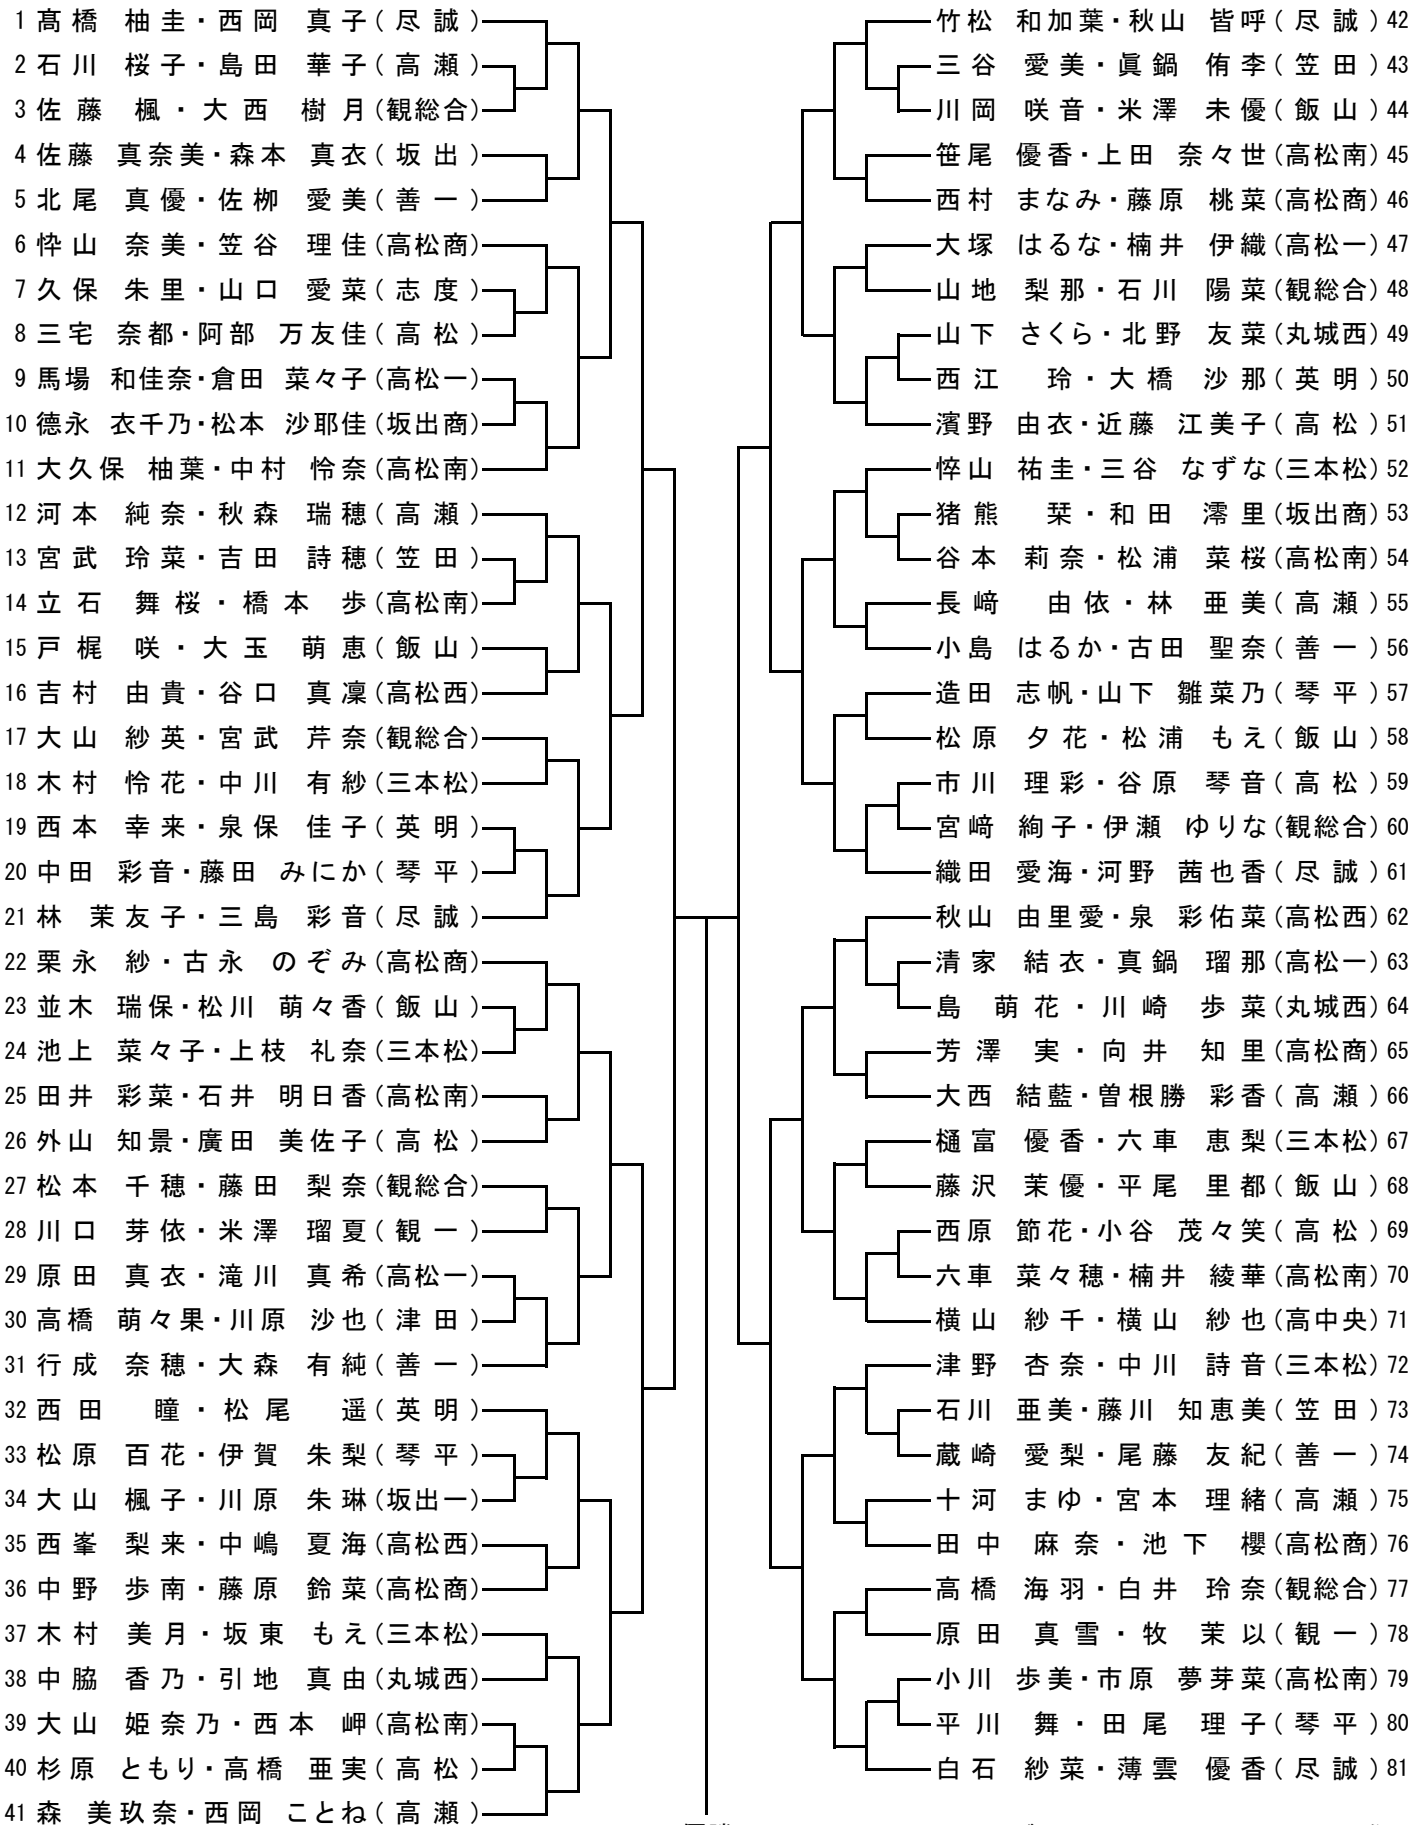 1 髙橋 柚圭・西岡 真子(尽誠)
2 石川 桜子・島田 華子(高瀬)
3 佐藤 楓・大西 樹月(観総合)
4 佐藤 真奈美・森本 真衣(坂出)
5 北尾 真優・佐栁 愛美(善一)
6 忰山 奈美・笠谷 理佳(高松商)
7 久保 朱里・山口 愛菜(志度)
8 三宅 奈都・阿部 万友佳(高松)
9 馬場 和佳奈・倉田 菜々子(高松一)
10 德永 衣千乃・松本 沙耶佳(坂出商)
11 大久保 柚葉・中村 怜奈(高松南)
12 河本 純奈・秋森 瑞穂(高瀬)
13 宮武 玲菜・吉田 詩穂(笠田)
14 立石 舞桜・橋本 歩(高松南)
15 戸梶 咲・大玉 萌恵(飯山)
16 吉村 由貴・谷口 真凜(高松西)
17 大山 紗英・宮武 芹奈(観総合)
18 木村 怜花・中川 有紗(三本松)
19 西本 幸来・泉保 佳子(英明)
20 中田 彩音・藤田 みにか(琴平)
21 林 茉友子・三島 彩音(尽誠)
22 栗永 紗・古永 のぞみ(高松商)
23 並木 瑞保・松川 萌々香(飯山)
24 池上 菜々子・上枝 礼奈(三本松)
25 田井 彩菜・石井 明日香(高松南)
26 外山 知景・廣田 美佐子(高松)
27 松本 千穂・藤田 梨奈(観総合)
28 川口 芽依・米澤 瑠夏(観一)
29 原田 真衣・滝川 真希(高松一)
30 高橋 萌々果・川原 沙也(津田)
31 行成 奈穂・大森 有純(善一)
32 西田 瞳・松尾 遥(英明)
33 松原 百花・伊賀 朱梨(琴平)
34 大山 楓子・川原 朱琳(坂出一)
35 西峯 梨来・中嶋 夏海(高松西)
36 中野 歩南・藤原 鈴菜(高松商)
37 木村 美月・坂東 もえ(三本松)
38 中脇 香乃・引地 真由(丸城西)
39 大山 姫奈乃・西本 岬(高松南)
40 杉原 ともり・高橋 亜実(高松)
41 森 美玖奈・西岡 ことね(高瀬)
竹松 和加葉・秋山 皆呼(尽誠)42
三谷 愛美・眞鍋 侑李(笠田)43
川岡 咲音・米澤 未優(飯山)44
笹尾 優香・上田 奈々世(高松南)45
西村 まなみ・藤原 桃菜(高松商)46
大塚 はるな・楠井 伊織(高松一)47
山地 梨那・石川 陽菜(観総合)48
山下 さくら・北野 友菜(丸城西)49
西江 玲・大橋 沙那(英明)50
濱野 由衣・近藤 江美子(高松)51
悴山 祐圭・三谷 なずな(三本松)52
猪熊 栞・和田 澪里(坂出商)53
谷本 莉奈・松浦 菜桜(高松南)54
長﨑 由依・林 亜美(高瀬)55
小島 はるか・古田 聖奈(善一)56
造田 志帆・山下 雛菜乃(琴平)57
松原 夕花・松浦 もえ(飯山)58
市川 理彩・谷原 琴音(高松)59
宮﨑 絢子・伊瀬 ゆりな(観総合)60
織田 愛海・河野 茜也香(尽誠)61
秋山 由里愛・泉 彩佑菜(高松西)62
清家 結衣・真鍋 瑠那(高松一)63
島 萌花・川崎 歩菜(丸城西)64
芳澤 実・向井 知里(高松商)65
大西 結藍・曽根勝 彩香(高瀬)66
樋富 優香・六車 恵梨(三本松)67
藤沢 茉優・平尾 里都(飯山)68
西原 節花・小谷 茂々笑(高松)69
六車 菜々穂・楠井 綾華(高松南)70
横山 紗千・横山 紗也(高中央)71
津野 杏奈・中川 詩音(三本松)72
石川 亜美・藤川 知恵美(笠田)73
蔵崎 愛梨・尾藤 友紀(善一)74
十河 まゆ・宮本 理緒(高瀬)75
田中 麻奈・池下 櫻(高松商)76
高橋 海羽・白井 玲奈(観総合)77
原田 真雪・牧 茉以(観一)78
小川 歩美・市原 夢芽菜(高松南)79
平川 舞・田尾 理子(琴平)80
白石 紗菜・薄雲 優香(尽誠)81